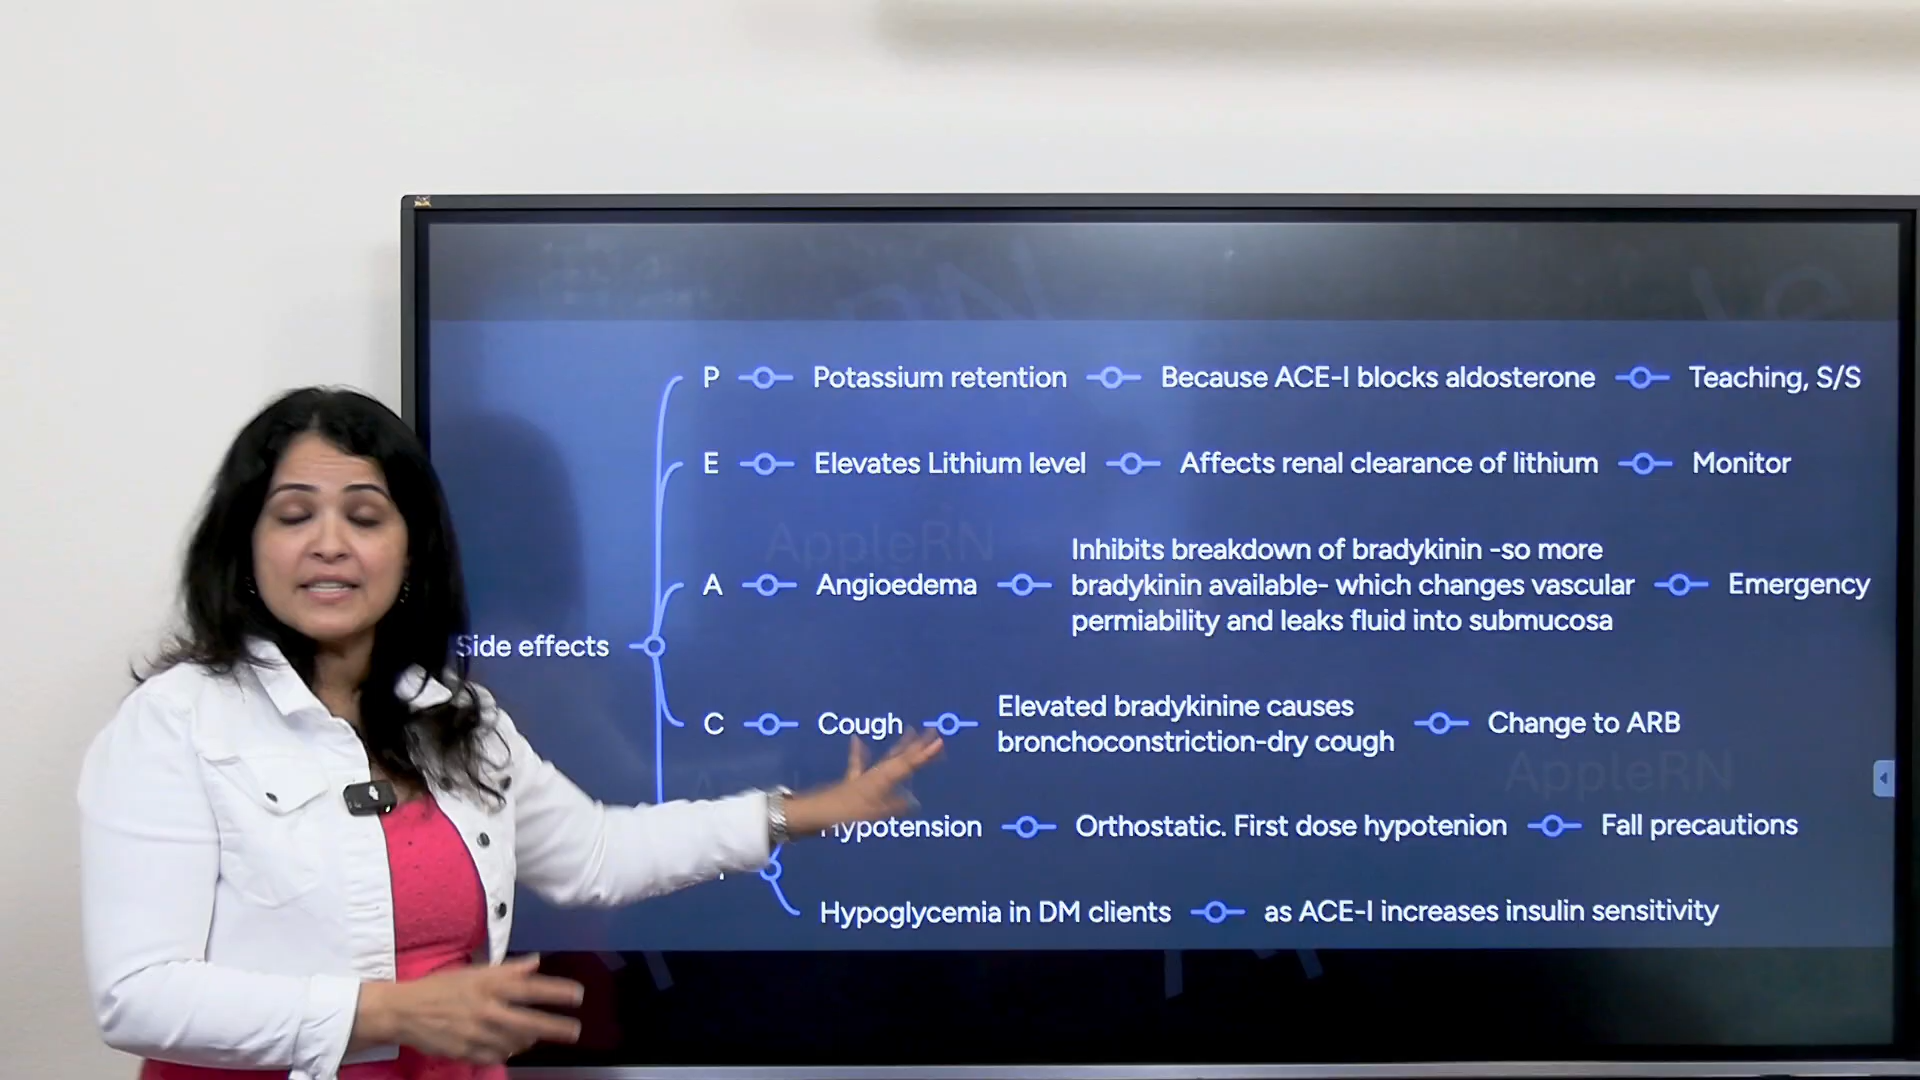 P Potassium retention Because ACE-I blocks aldosterone Teaching, S/S
E Elevates Lithium level Affects renal clearance of lithium Monitor
A Angioedema Inhibits breakdown of bradykinin -so more
bradykinin available- which changes vascular
permiability and leaks fluid into submucosa
Emergency
Side effects
C Cough Elevated bradykinine causes
bronchoconstriction-dry cough
Change to ARB
Hypotension Orthostatic. First dose hypotenion Fall precautions
Hypoglycemia in DM clients as ACE-I increases insulin sensitivity
AppleRN
AppleRN